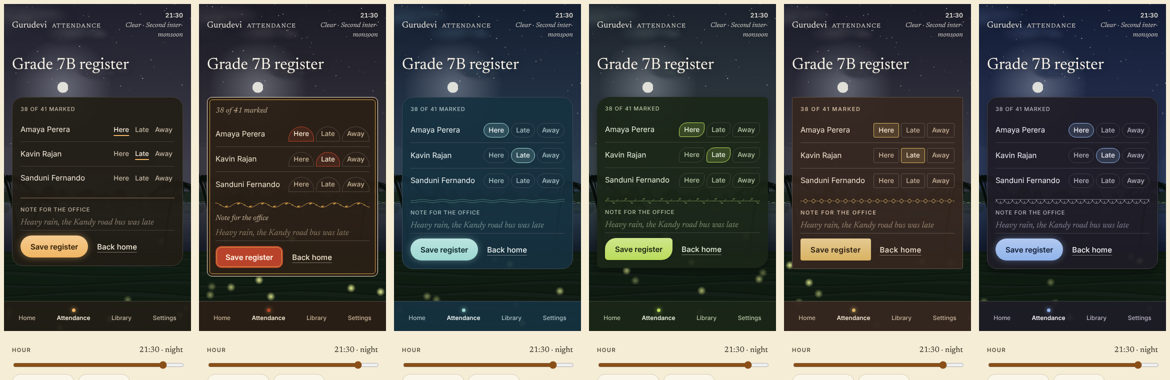 21:30
Gurudevi ATTENDANCE
Clear · Second inter-
monsoon
Grade 7B register
38 OF 41 MARKED
Amaya Perera Here Late Away
Kavin Rajan Here Late Away
Sanduni Fernando Here Late Away
NOTE FOR THE OFFICE
Heavy rain, the Kandy road bus was late
Save register Back home
Home Attendance Library Settings
HOUR 21:30 · night
21:30
Gurudevi ATTENDANCE
Clear · Second inter-
monsoon
Grade 7B register
38 of 41 marked
Amaya Perera Here Late Away
Kavin Rajan Here Late Away
Sanduni Fernando Here Late Away
Note for the office
Heavy rain, the Kandy road bus was late
Save register Back home
Home Attendance Library Settings
HOUR 21:30 · night
21:30
Gurudevi ATTENDANCE
Clear · Second inter-
monsoon
Grade 7B register
38 OF 41 MARKED
Amaya Perera Here Late Away
Kavin Rajan Here Late Away
Sanduni Fernando Here Late Away
NOTE FOR THE OFFICE
Heavy rain, the Kandy road bus was late
Save register Back home
Home Attendance Library Settings
HOUR 21:30 · night
21:30
Gurudevi ATTENDANCE
Clear · Second inter-
monsoon
Grade 7B register
38 OF 41 MARKED
Amaya Perera Here Late Away
Kavin Rajan Here Late Away
Sanduni Fernando Here Late Away
NOTE FOR THE OFFICE
Heavy rain, the Kandy road bus was late
Save register Back home
Home Attendance Library Settings
HOUR 21:30 · night
21:30
Gurudevi ATTENDANCE
Clear · Second inter-
monsoon
Grade 7B register
38 OF 41 MARKED
Amaya Perera Here Late Away
Kavin Rajan Here Late Away
Sanduni Fernando Here Late Away
NOTE FOR THE OFFICE
Heavy rain, the Kandy road bus was late
Save register Back home
Home Attendance Library Settings
HOUR 21:30 · night
21:30
Gurudevi ATTENDANCE
Clear · Second inter-
monsoon
Grade 7B register
38 OF 41 MARKED
Amaya Perera Here Late Away
Kavin Rajan Here Late Away
Sanduni Fernando Here Late Away
NOTE FOR THE OFFICE
Heavy rain, the Kandy road bus was late
Save register Back home
Home Attendance Library Settings
HOUR 21:30 · night